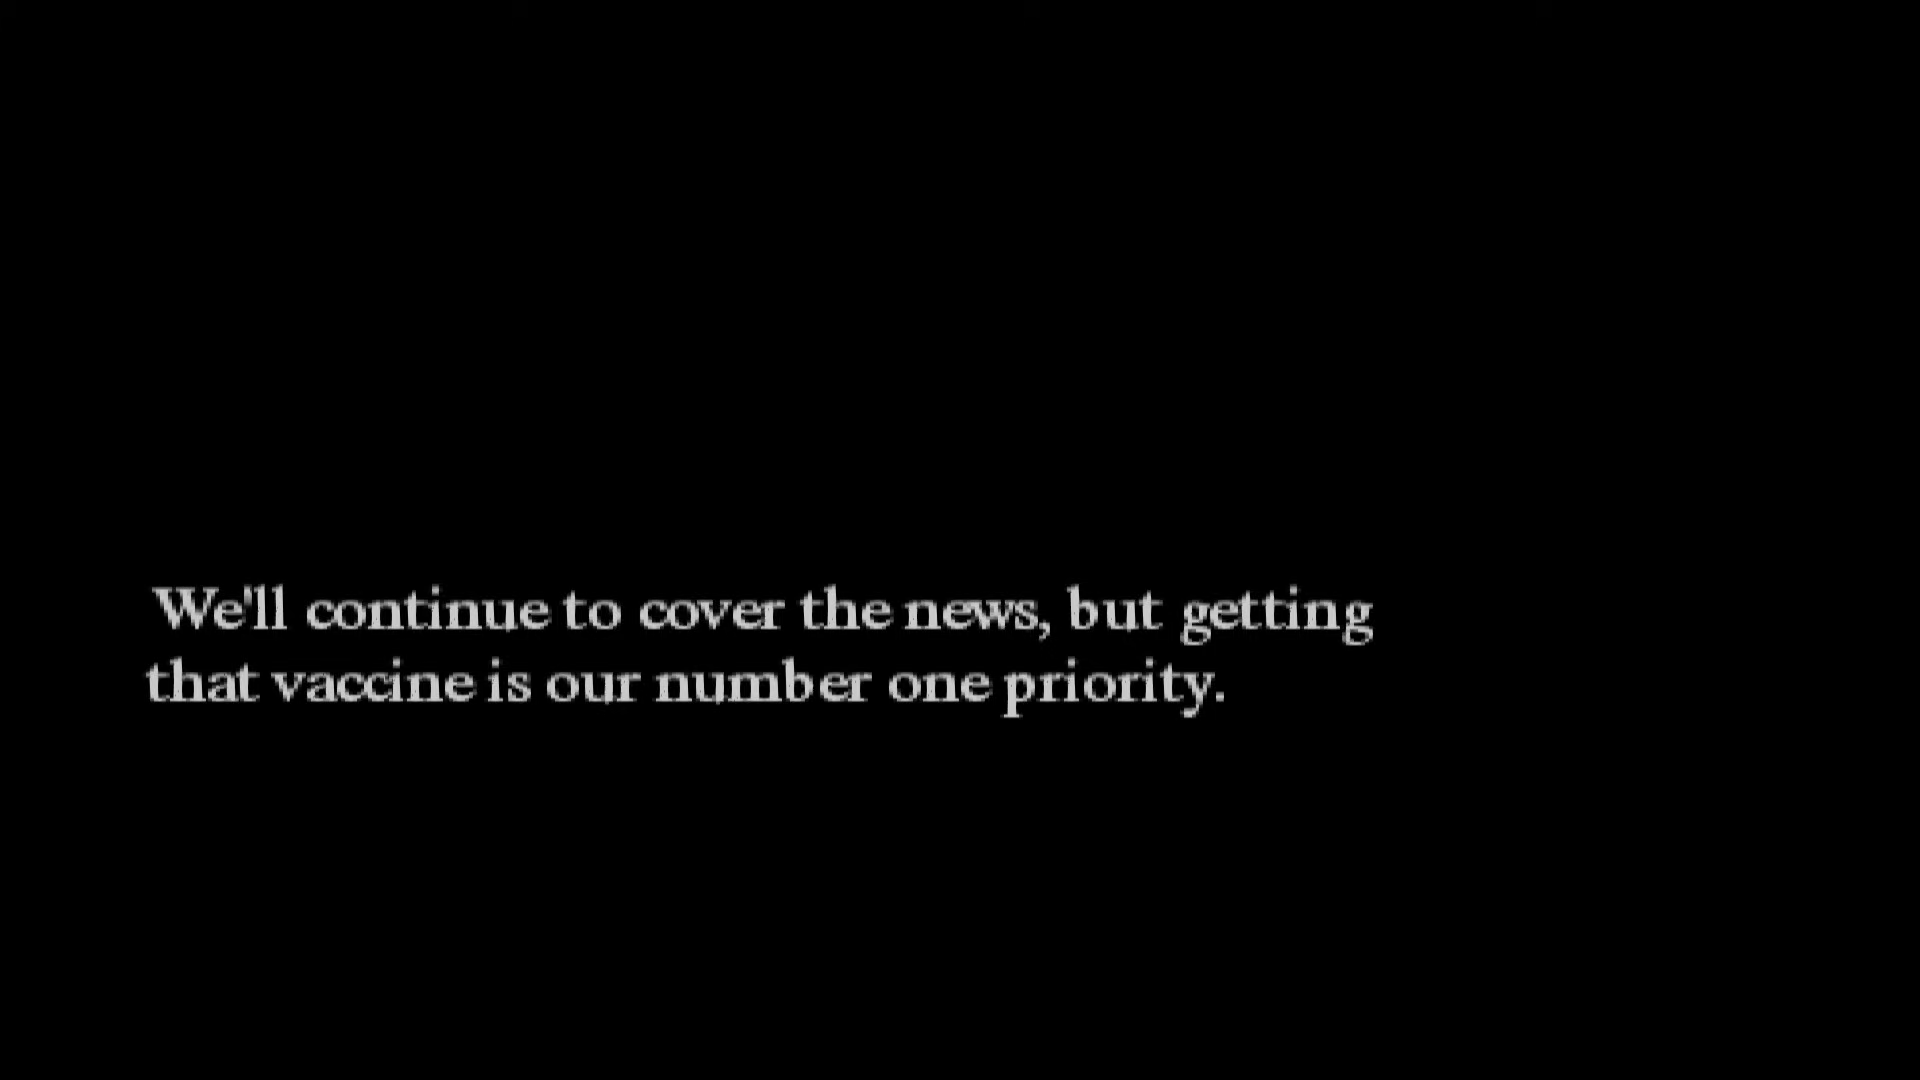 We'll continue to cover the news, but getting
that vaccine is our number one priority.